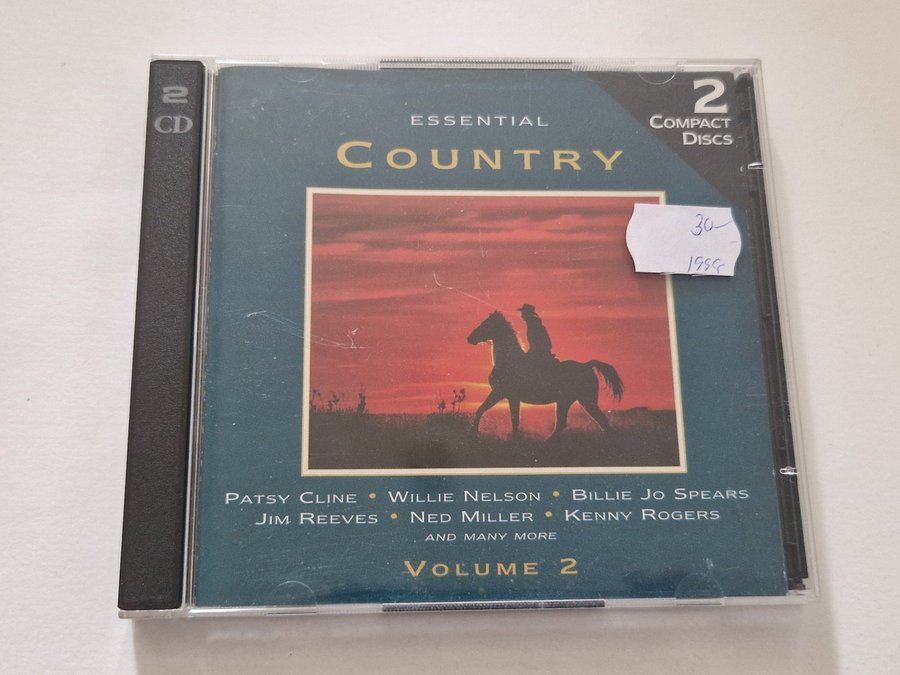 2
CD
2
COMPACT
DISCS
ESSENTIAL
COUNTRY
30-
1998
PATSY CLINE • WILLIE NELSON • BILLIE JO SPEARS
JIM REEVES • NED MILLER • KENNY ROGERS
AND MANY MORE
VOLUME 2